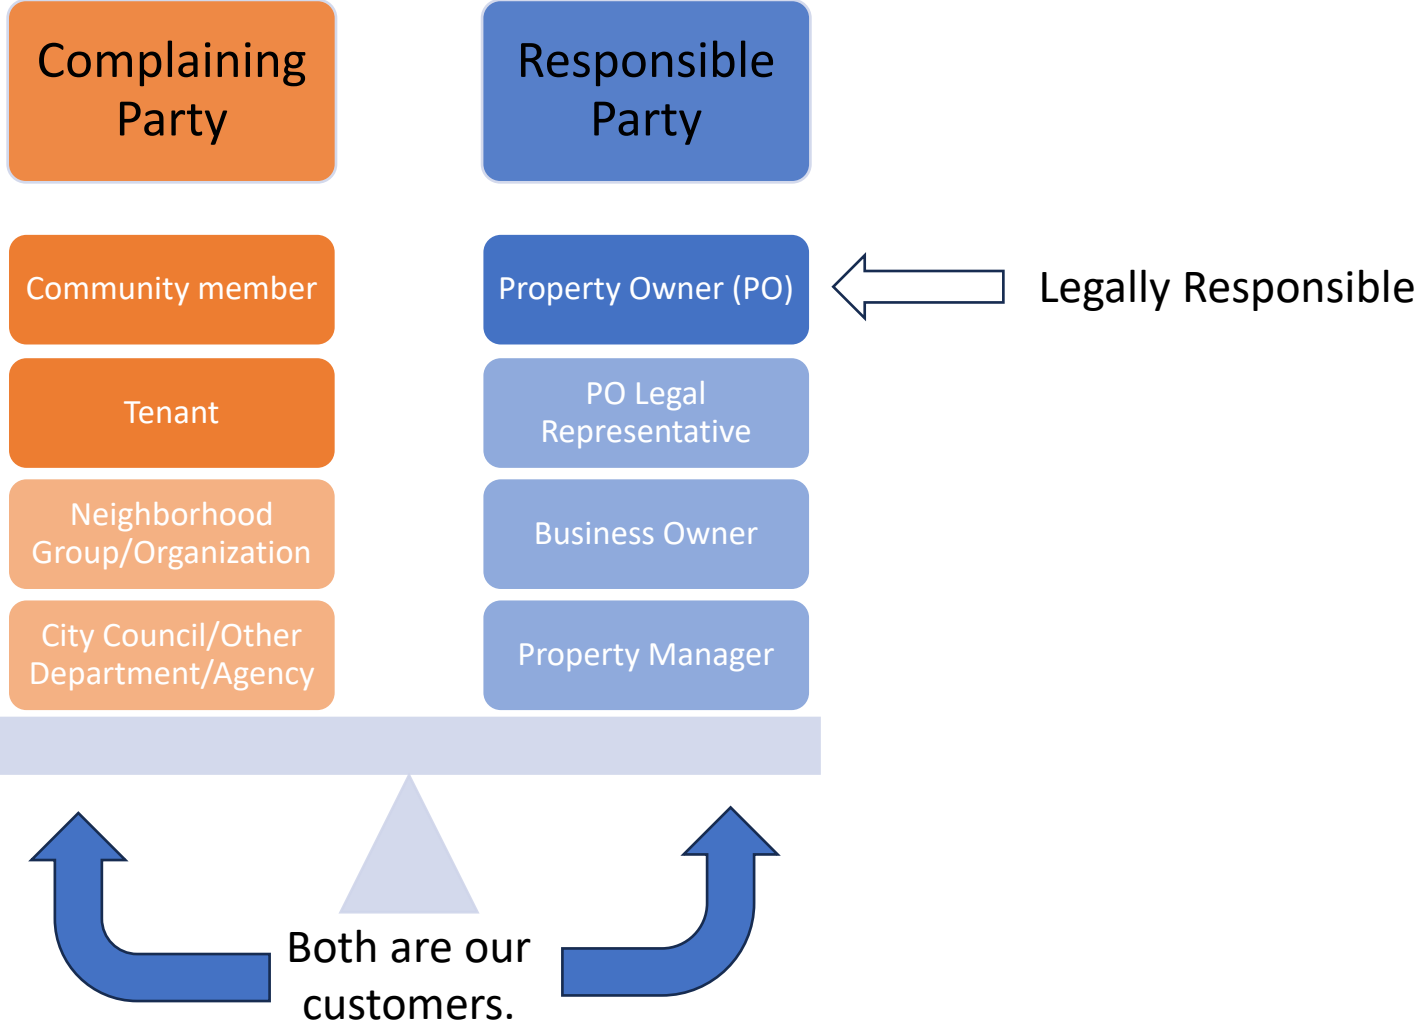 Complaining
Party
Responsible
Party
Community member
Property Owner (PO)
Legally Responsible
Tenant
PO Legal
Representative
Neighborhood
Group/Organization
Business Owner
City Council/Other
Department/Agency
Property Manager
Both are our
customers.